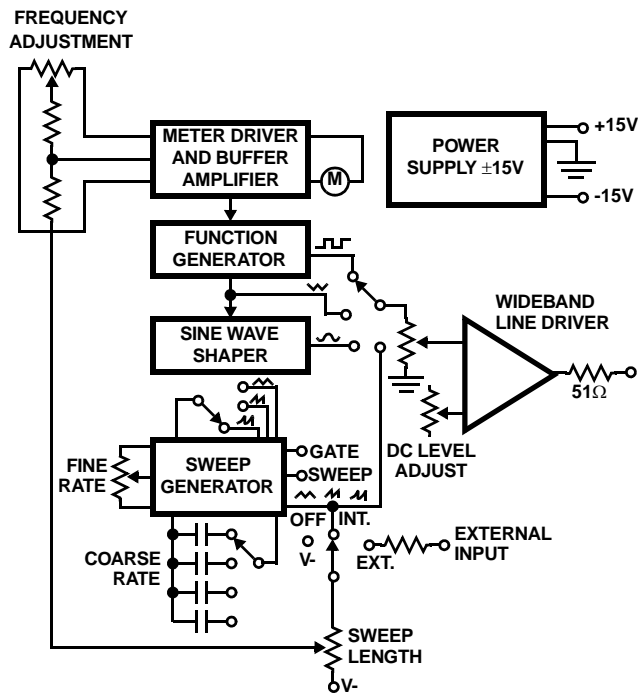 FREQUENCY
ADJUSTMENT
METER DRIVER
AND BUFFER
AMPLIFIER
M
POWER
SUPPLY ±15V
+15V
-15V
FUNCTION
GENERATOR
SINE WAVE
SHAPER
WIDEBAND
LINE DRIVER
51Ω
DC LEVEL
ADJUST
FINE
RATE
SWEEP
GENERATOR
GATE
SWEEP
OFF
INT.
V-
EXT.
EXTERNAL
INPUT
COARSE
RATE
SWEEP
LENGTH
V-